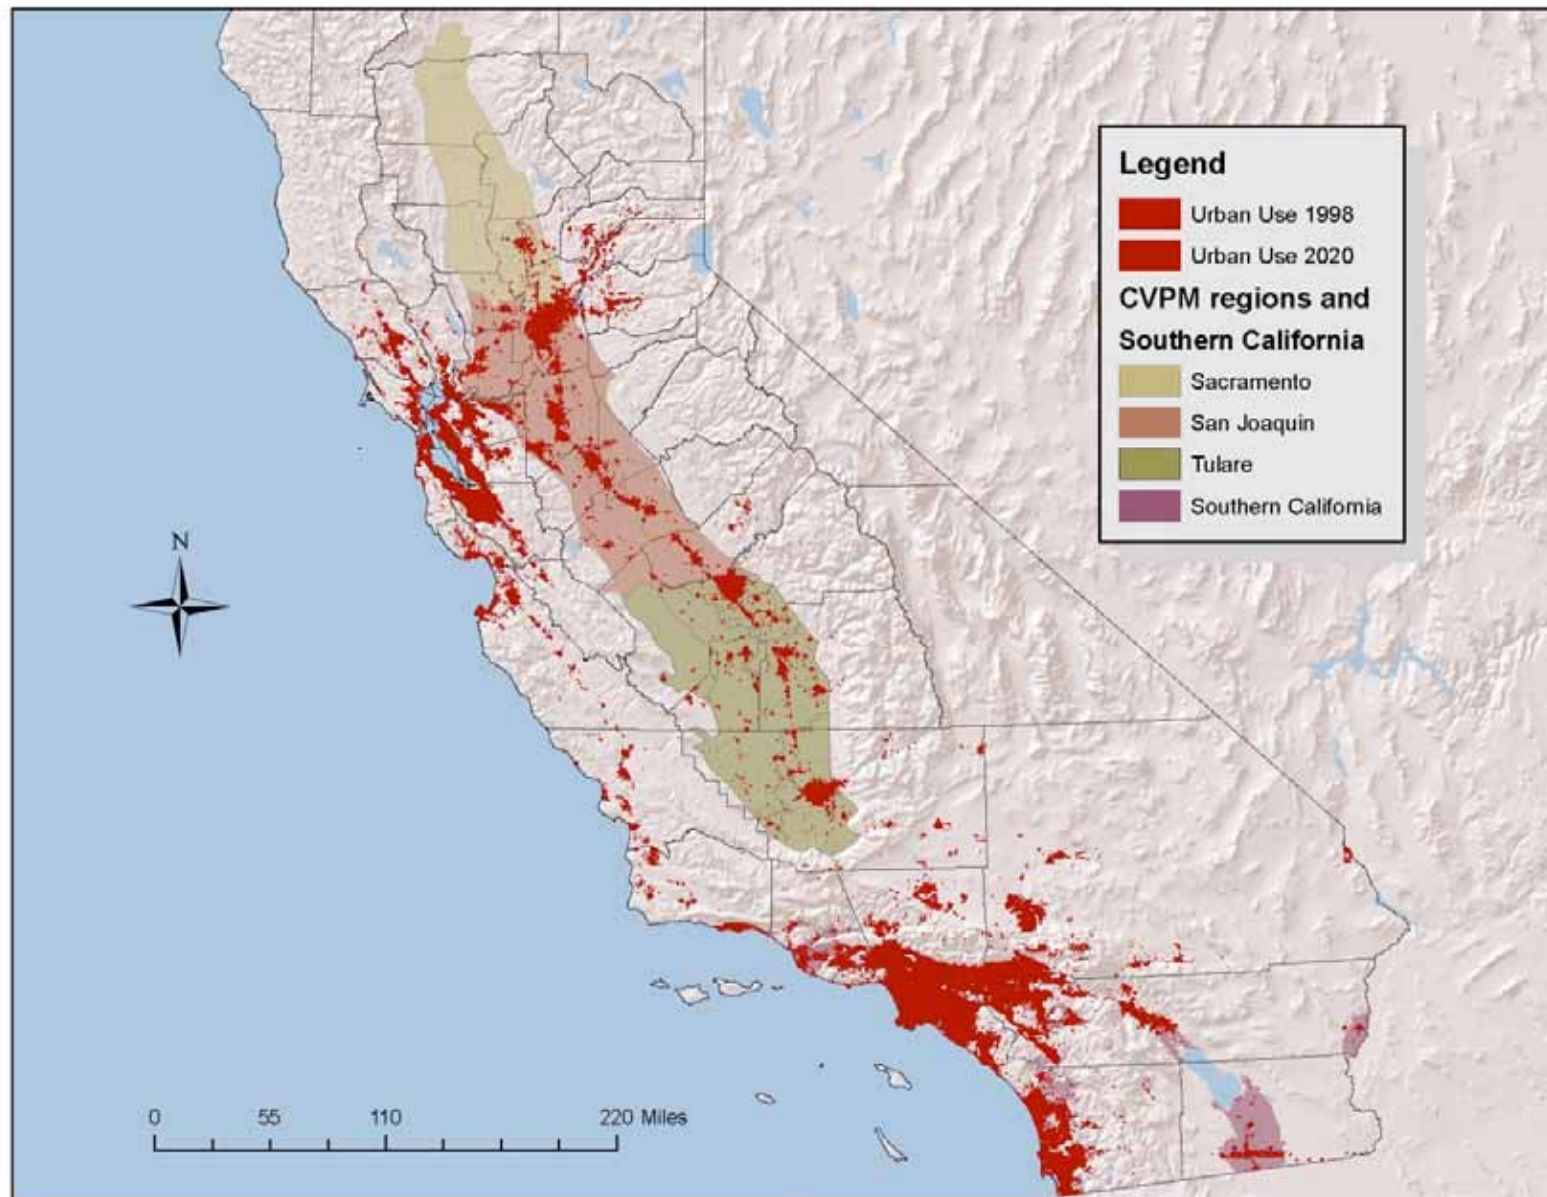 Legend
Urban Use 1998
Urban Use 2020
CVPM regions and
Southern California
Sacramento
San Joaquin
Tulare
Southern California
N
0 55 110 220 Miles